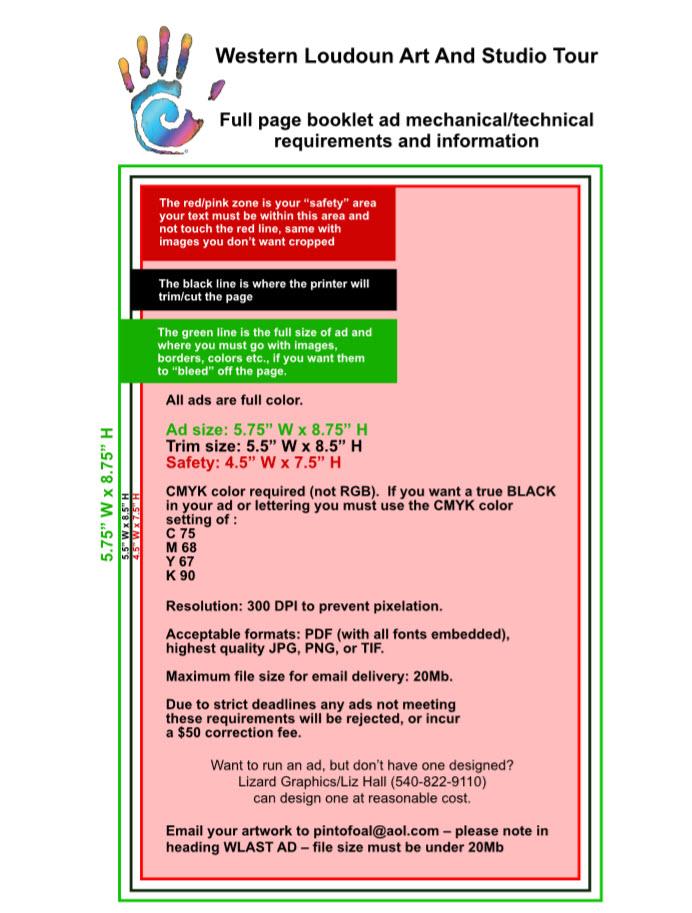 Western Loudoun Art And Studio Tour
Full page booklet ad mechanical/technical
requirements and information
The red/pink zone is your “safety” area
your text must be within this area and
not touch the red line, same with
images you don’t want cropped
The black line is where the printer will
trim/cut the page
The green line is the full size of ad and
where you must go with images,
borders, colors etc., if you want them
to “bleed” off the page.
All ads are full color.
Ad size: 5.75” W x 8.75” H
Trim size: 5.5” W x 8.5” H
Safety: 4.5” W x 7.5” H
5.75” W x 8.75” H
5.5” W x 8.5” H
4.5” W x 7.5” H
CMYK color required (not RGB).  If you want a true BLACK
in your ad or lettering you must use the CMYK color
setting of :
C 75
M 68
Y 67
K 90
Resolution: 300 DPI to prevent pixelation.
Acceptable formats: PDF (with all fonts embedded),
highest quality JPG, PNG, or TIF.
Maximum file size for email delivery: 20Mb.
Due to strict deadlines any ads not meeting
these requirements will be rejected, or incur
a $50 correction fee.
Want to run an ad, but don’t have one designed?
Lizard Graphics/Liz Hall (540-822-9110)
can design one at reasonable cost.
Email your artwork to pintofoal@aol.com – please note in
heading WLAST AD – file size must be under 20Mb